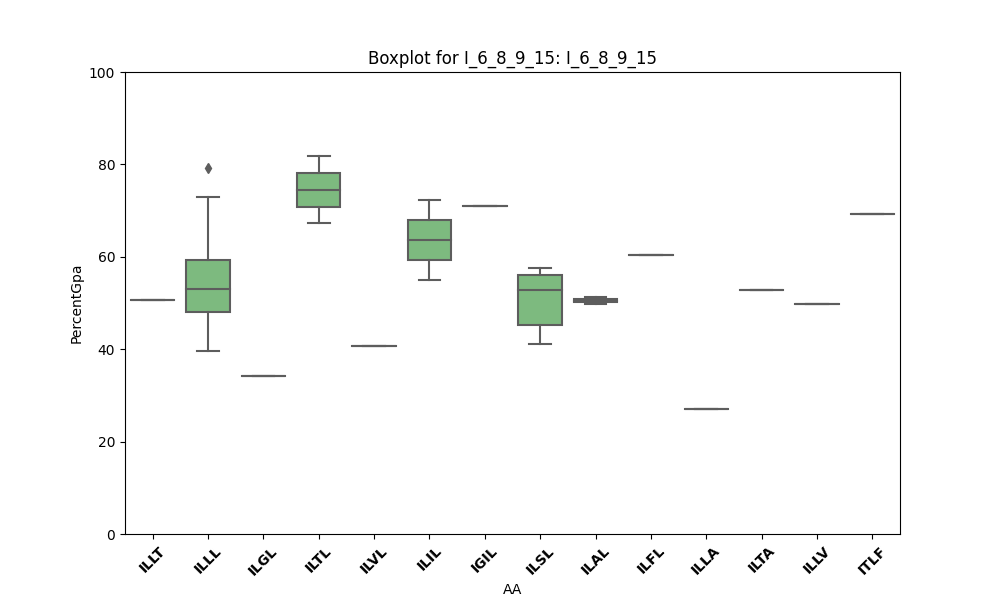 Boxplot for I_6_8_9_15: I_6_8_9_15
100
80
60
40
20
0
PercentGpa
ILLT ILLL ILGL ILTL ILVL ILIL IGIL ILSL ILAL ILFL ILLA ILTA ILLV ITLF
AA